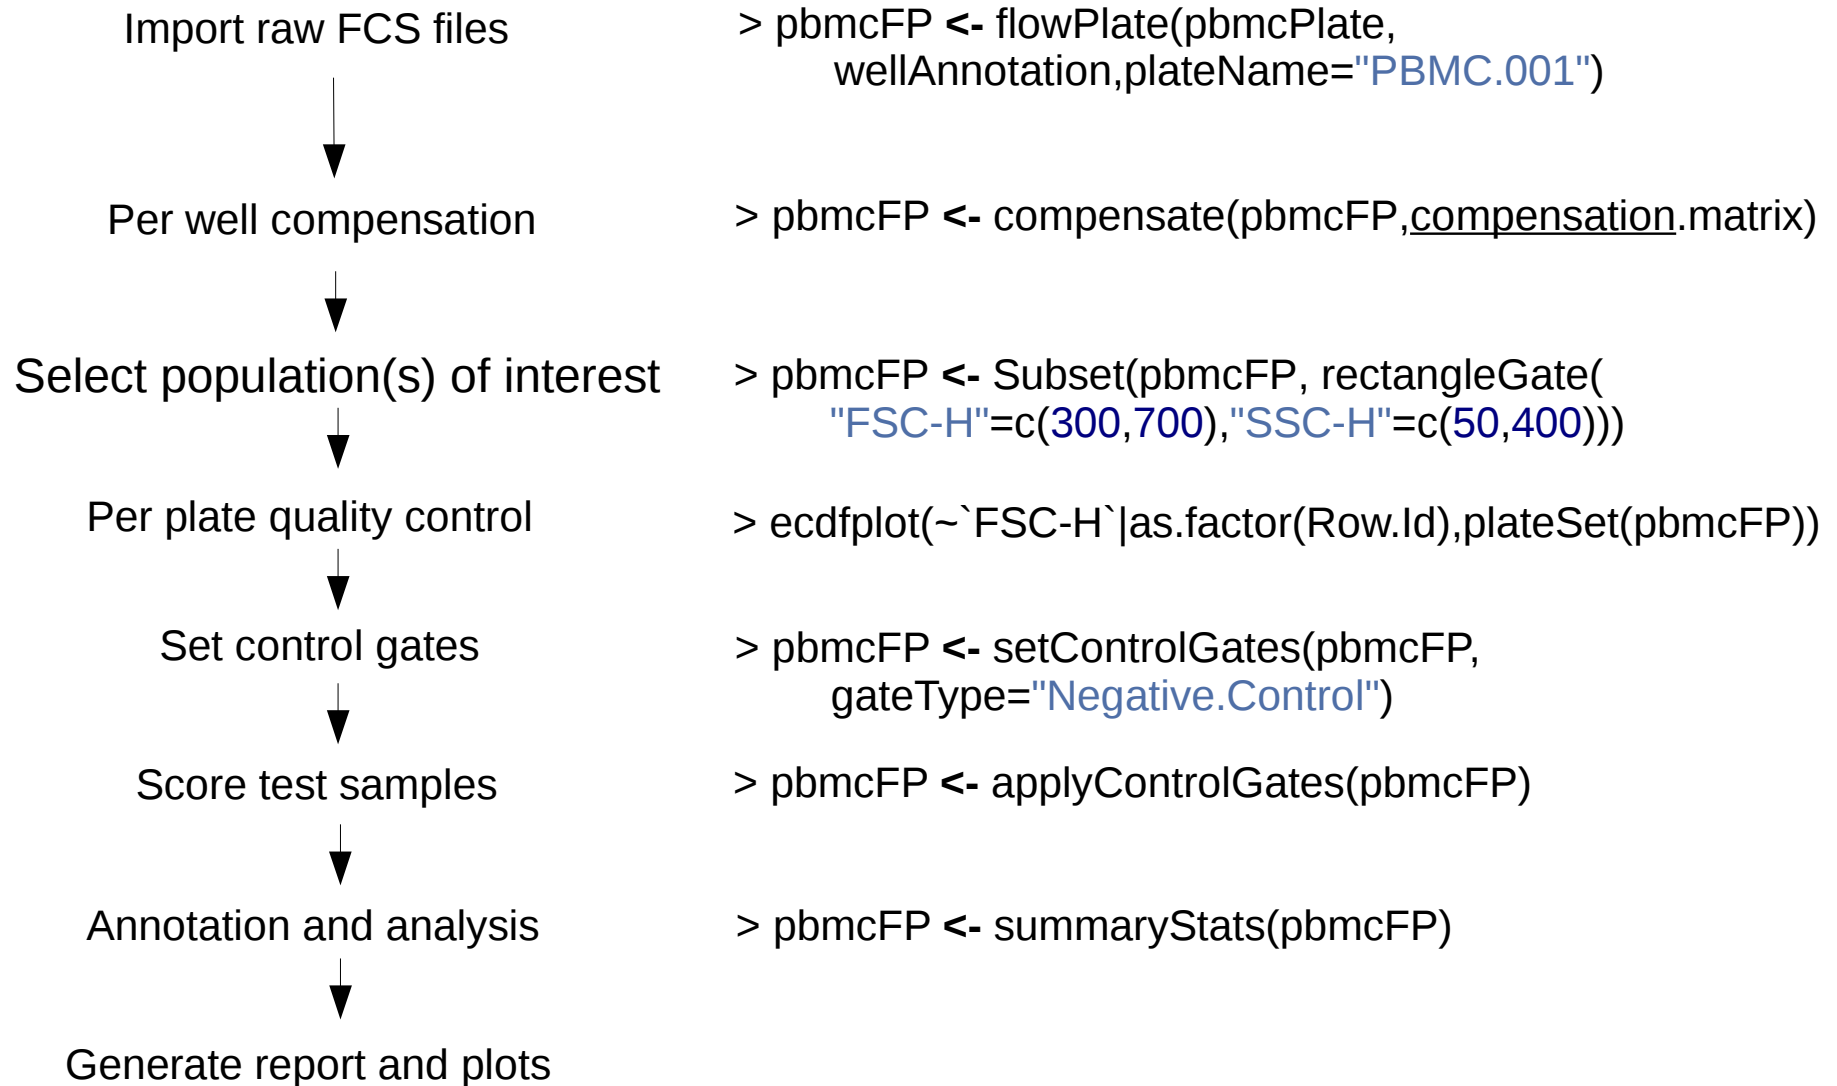 Import raw FCS files
> pbmcFP <- flowPlate(pbmcPlate,
wellAnnotation,plateName="PBMC.001")
Per well compensation
> pbmcFP <- compensate(pbmcFP,compensation.matrix)
Select population(s) of interest
> pbmcFP <- Subset(pbmcFP, rectangleGate(
"FSC-H"=c(300,700),"SSC-H"=c(50,400)))
Per plate quality control
> ecdfplot(~`FSC-H`|as.factor(Row.Id),plateSet(pbmcFP))
Set control gates
> pbmcFP <- setControlGates(pbmcFP,
gateType="Negative.Control")
Score test samples
> pbmcFP <- applyControlGates(pbmcFP)
Annotation and analysis
> pbmcFP <- summaryStats(pbmcFP)
Generate report and plots